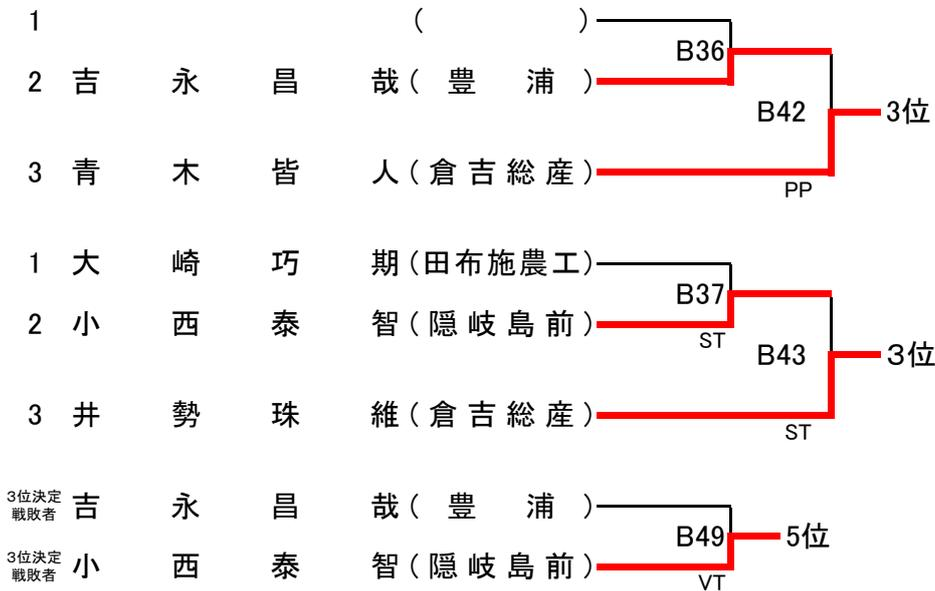 1 ( )
B36
2 吉永昌哉(豊浦)
B42 3位
3 青木皆人(倉吉総産)
PP
1 大崎巧期(田布施農工)
B37
2 小西泰智(隠岐島前)
ST
B43 3位
3 井勢珠維(倉吉総産)
ST
3位決定
戦敗者 吉永昌哉(豊浦)
B49 5位
3位決定
戦敗者 小西泰智(隠岐島前)
VT